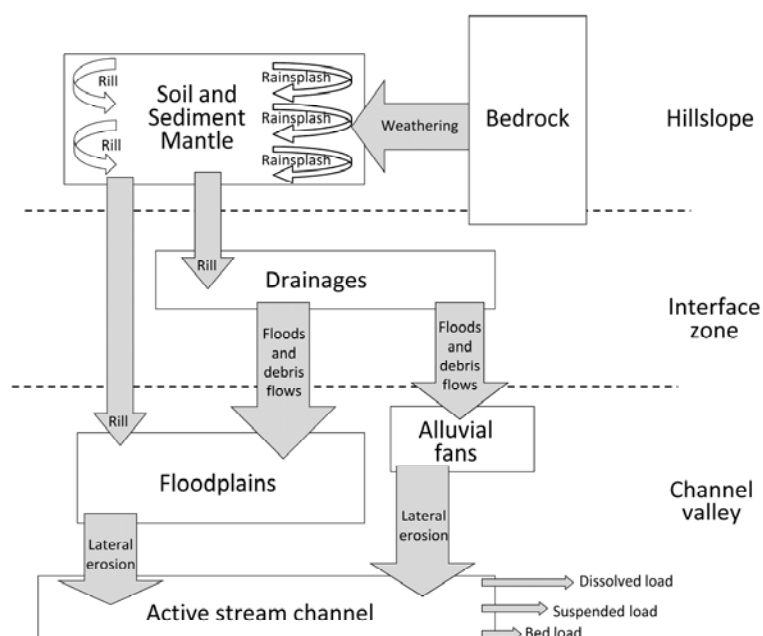 Rill
Rill
Soil and
Sediment
Mantle
Rainsplash
Rainsplash
Rainsplash
Weathering
Bedrock
Hillslope
Rill
Drainages
Interface
zone
Floods
and
debris
flows
Floods
and
debris
flows
Rill
Floodplains
Alluvial
fans
Channel
valley
Lateral
erosion
Lateral
erosion
Active stream channel
Dissolved load
Suspended load
Bed load